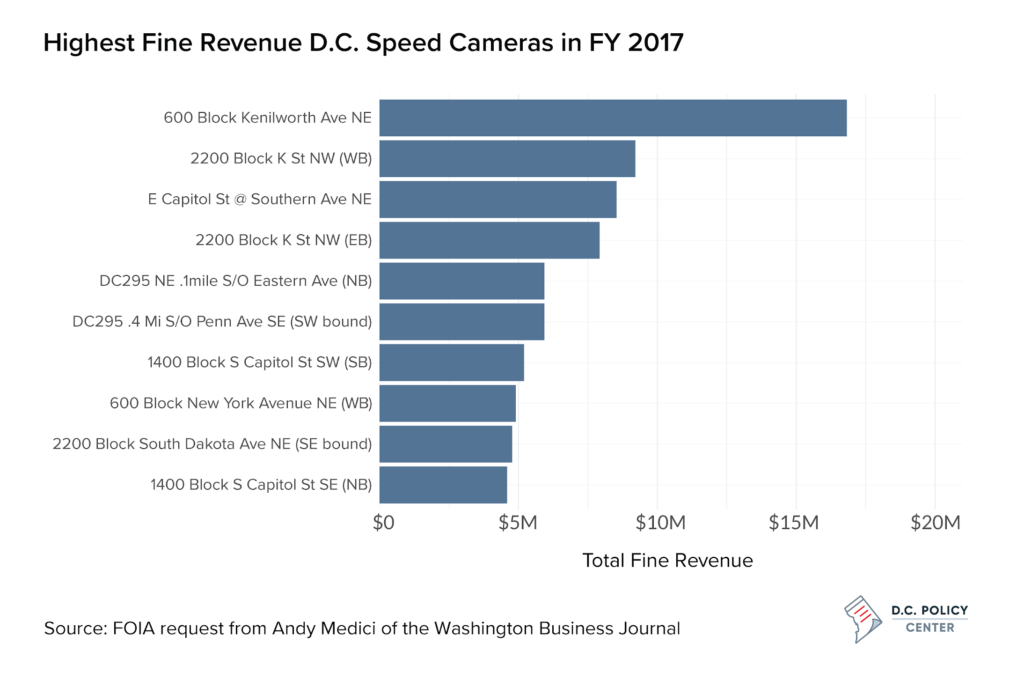 Highest Fine Revenue D.C. Speed Cameras in FY 2017
600 Block Kenilworth Ave NE
2200 Block K St NW (WB)
E Capitol St @ Southern Ave NE
2200 Block K St NW (EB)
DC295 NE .1mile S/O Eastern Ave (NB)
DC295 .4 Mi S/O Penn Ave SE (SW bound)
1400 Block S Capitol St SW (SB)
600 Block New York Avenue NE (WB)
2200 Block South Dakota Ave NE (SE bound)
1400 Block S Capitol St SE (NB)
$0 $5M $10M $15M $20M
Total Fine Revenue
Source: FOIA request from Andy Medici of the Washington Business Journal
D.C. POLICY
CENTER